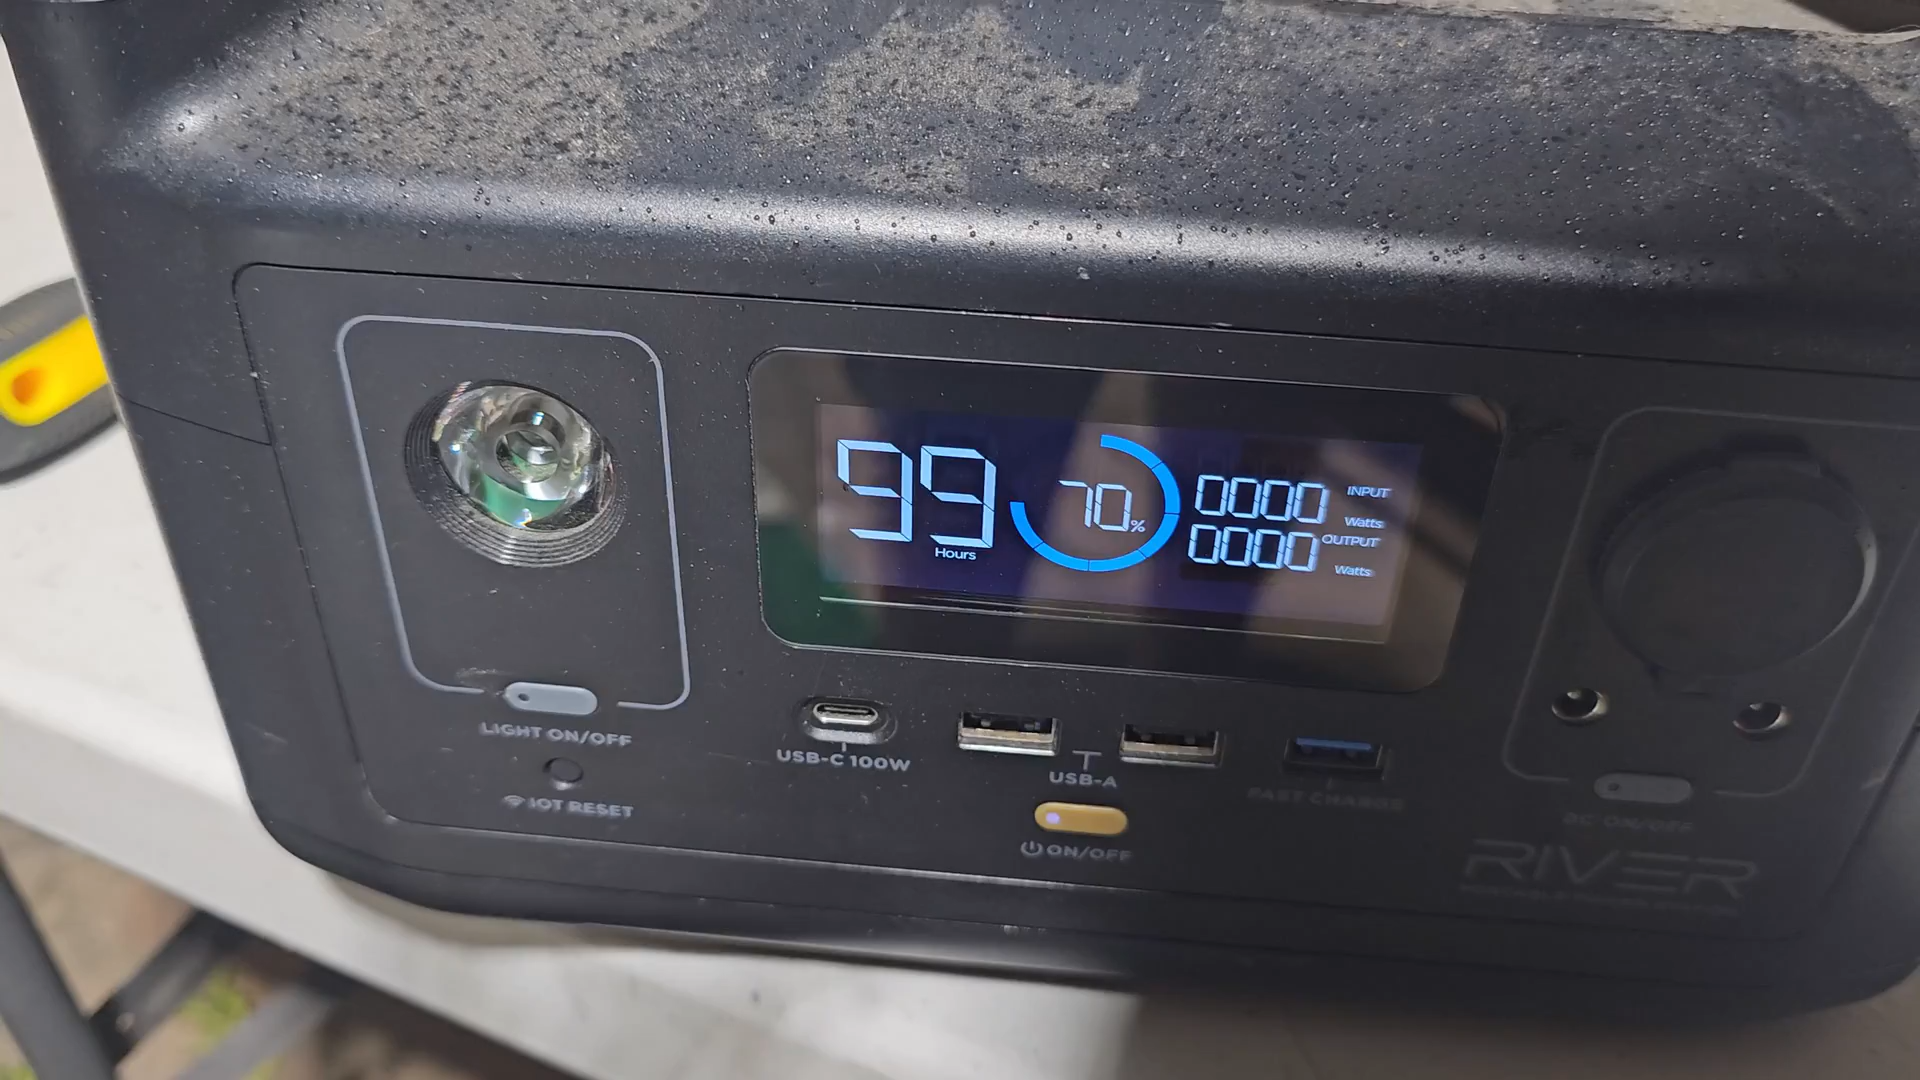 99
Hours
70%
0000 INPUT
Watts
0000 OUTPUT
Watts
LIGHT ON/OFF
IOT RESET
USB-C 100W
USB-A
FAST CHARGE
ON/OFF
DC ON/OFF
RIVER